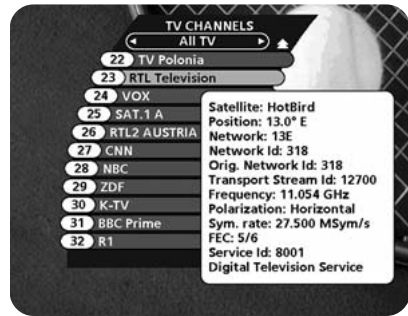 TV CHANNELS
All TV
22 TV Polonia
23 RTL Television
24 VOX
25 SAT.1 A
26 RTL2 AUSTRIA
27 CNN
28 NBC
29 ZDF
30 K-TV
31 BBC Prime
32 R1
Satellite: HotBird
Position: 13.0° E
Network: 13E
Network Id: 318
Orig. Network Id: 318
Transport Stream Id: 12700
Frequency: 11.054 GHz
Polarization: Horizontal
Sym. rate: 27.500 MSym/s
FEC: 5/6
Service Id: 8001
Digital Television Service